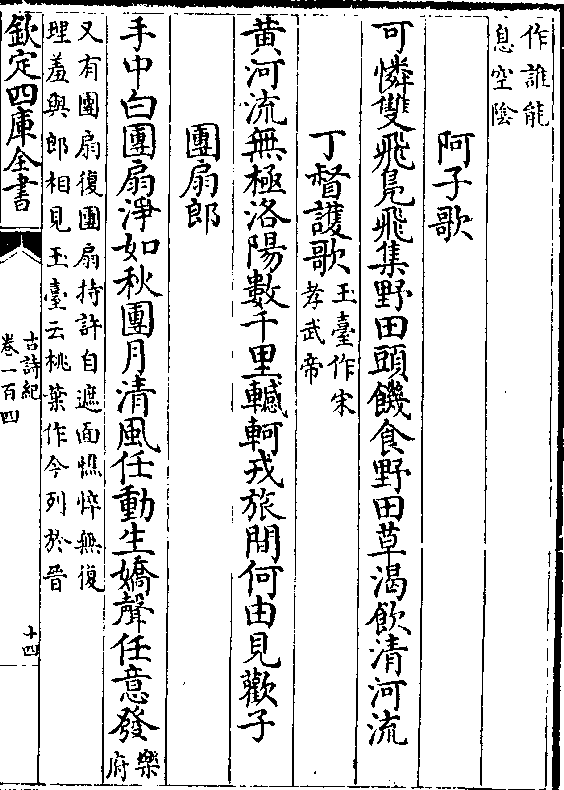 作誰能
息空陰
阿子歌
可憐雙飛鳧飛集野田頭饑食野田草渴飲清河流
丁督護歌
玉臺作宋
孝武帝
黄河流無極洛陽數千里轗軻戎旅間何由見歡子
團扇郎
手中白團扇淨如秋團月清風任動生嬌聲任意發
樂
府
又有團扇復團扇持許自遮面憔悴無復
理羞與郎相見玉臺云桃葉作今列於晉
欽定四庫全書
古詩紀
卷一百四
十四